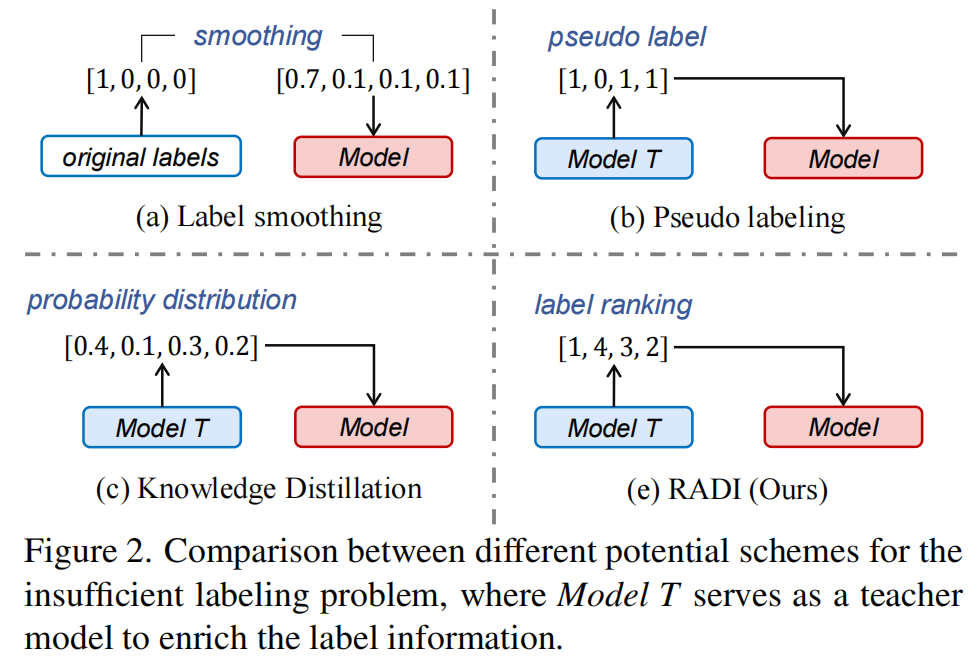 smoothing
[1, 0, 0, 0]
[0.7, 0.1, 0.1, 0.1]
original labels
Model
(a) Label smoothing
pseudo label
[1, 0, 1, 1]
Model T
Model
(b) Pseudo labeling
probability distribution
[0.4, 0.1, 0.3, 0.2]
Model T
Model
(c) Knowledge Distillation
label ranking
[1, 4, 3, 2]
Model T
Model
(e) RADI (Ours)
Figure 2. Comparison between different potential schemes for the
insufficient labeling problem, where Model T serves as a teacher
model to enrich the label information.